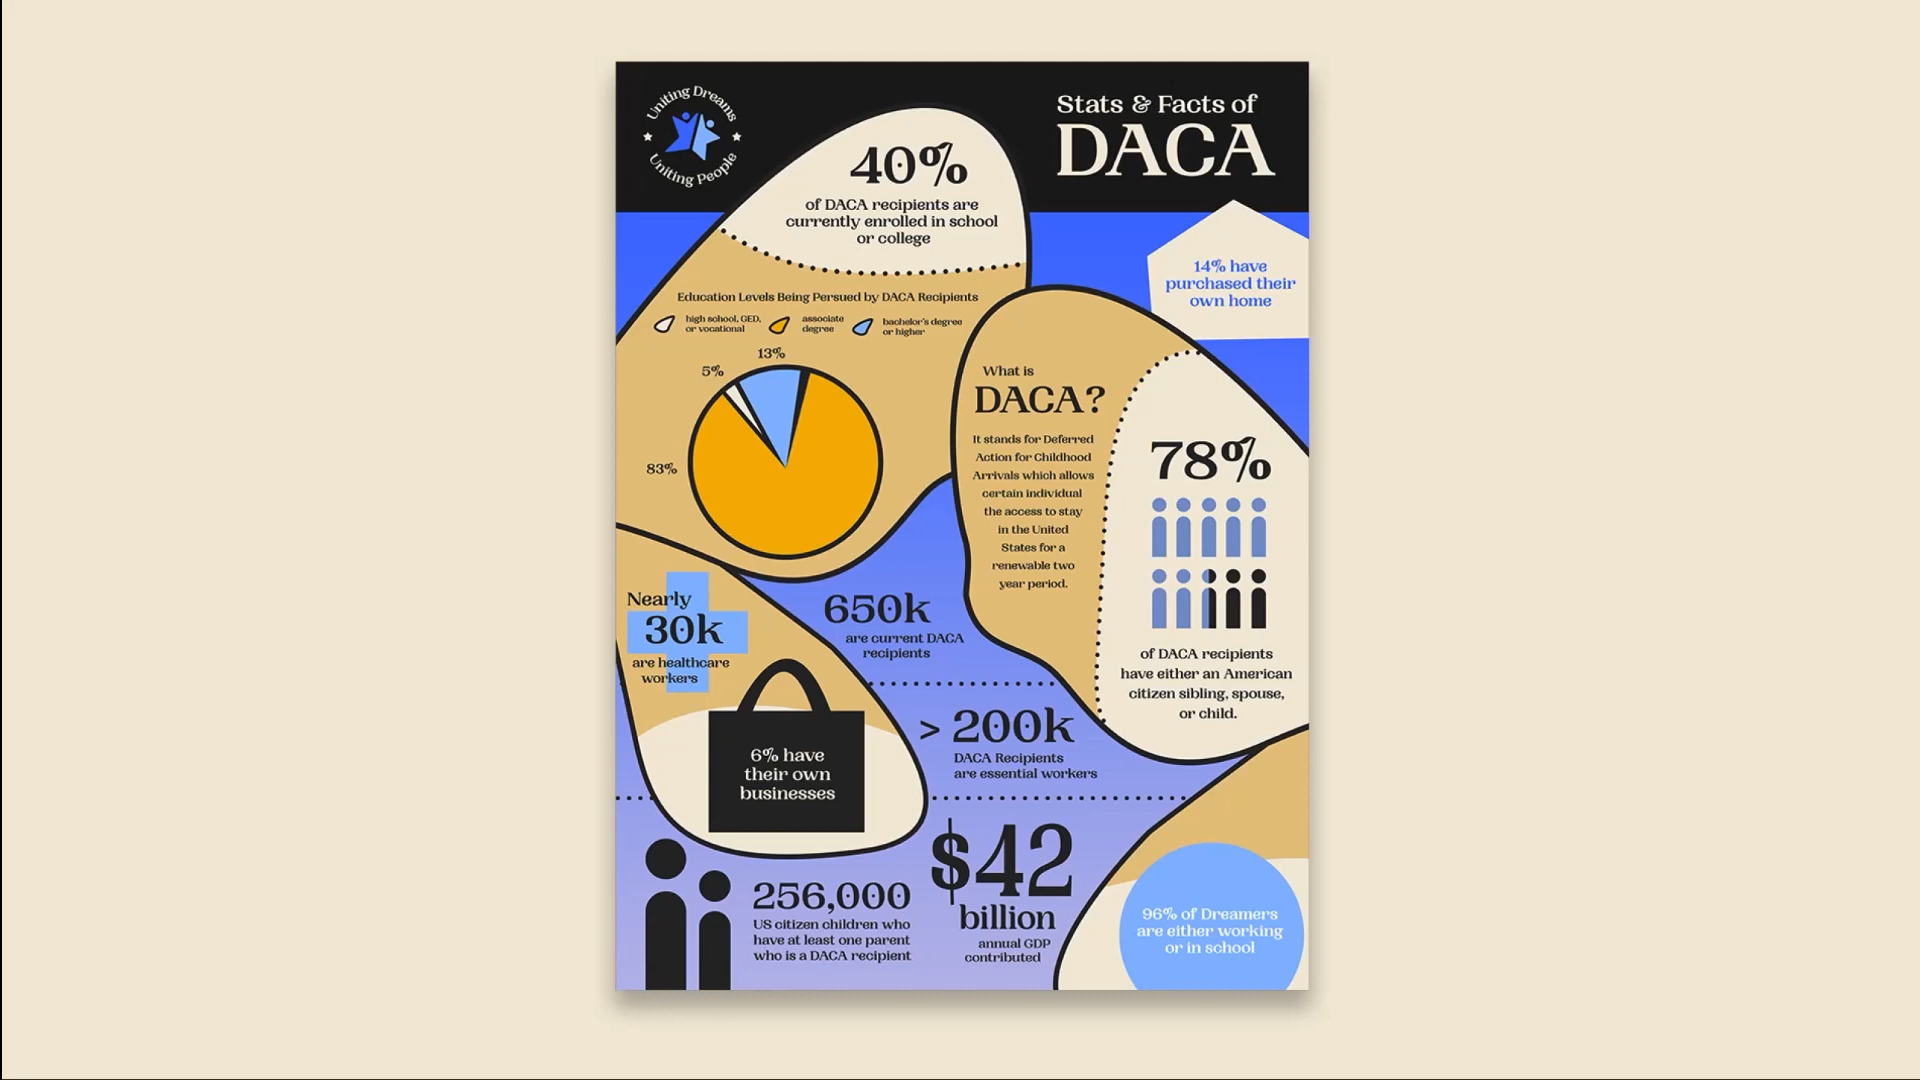 Uniting Dreams
Uniting People
Stats & Facts of
DACA
40%
of DACA recipients are
currently enrolled in school
or college
14% have
purchased their
own home
Education Levels Being Persued by DACA Recipients
high school, GED,
or vocational
associate
degree
bachelor's degree
or higher
13%
5%
83%
What is
DACA?
It stands for Deferred
Action for Childhood
Arrivals which allows
certain individual
the access to stay
in the United
States for a
renewable two
year period.
78%
of DACA recipients
have either an American
citizen sibling, spouse,
or child.
Nearly
30k
are healthcare
workers
650k
are current DACA
recipients
6% have
their own
businesses
> 200k
DACA Recipients
are essential workers
256,000
US citizen children who
have at least one parent
who is a DACA recipient
$42
billion
annual GDP
contributed
96% of Dreamers
are either working
or in school